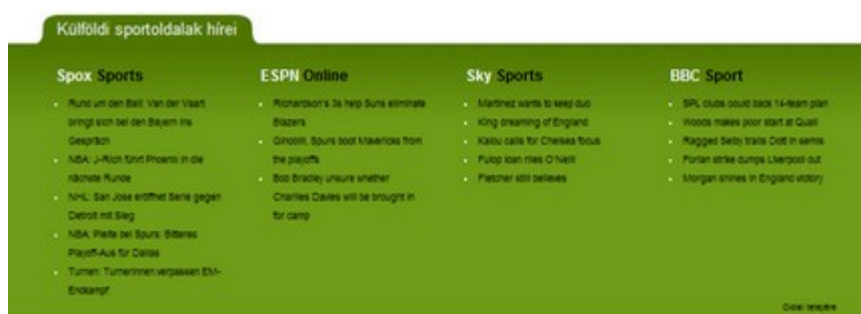 Külföldi sportoldalak hírei
Spox Sports
Rund um den Ball: Van der Vaart
bringt sich bei den Bayern ins
Gespräch
NBA: J-Rich führt Phoenix in die
nächste Runde
NHL: San Jose eröffnet Serie gegen
Detroit mit Sieg
NBA: Pleite bei Spurs: Bitteres
Playoff-Aus für Dallas
Turnen: Turnerinnen verpassen EM-
Endkampf
ESPN Online
Richardson's 3s help Suns eliminate
Blazers
Ginobili, Spurs boot Mavericks from
the playoffs
Bob Bradley unsure whether
Charlies Davies will be brought in
for camp
Sky Sports
Martinez wants to keep duo
King dreaming of England
Kalou calls for Chelsea focus
Fulop loan riles O'Neill
Fletcher still believes
BBC Sport
SPL clubs could back 14-team plan
Woods makes poor start at Quail
Ragged Selby trails Dott in semis
Forlan strike dumps Liverpool out
Morgan shines in England victory
Oldal tetejére